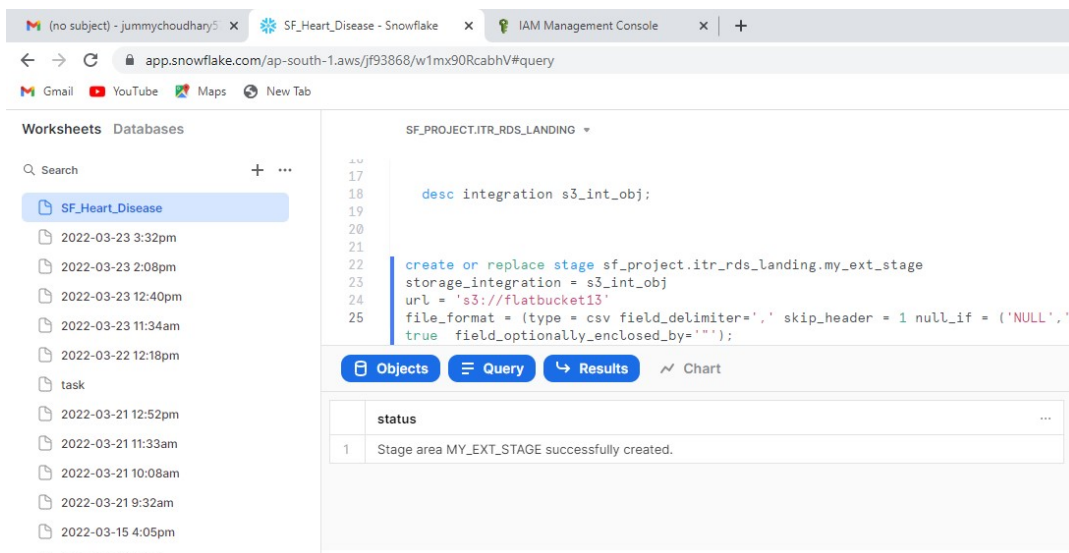 (no subject) - jummychoudhary5
SF_Heart_Disease - Snowflake
IAM Management Console
app.snowflake.com/ap-south-1.aws/jf93868/w1mx90RcabhV#query
Gmail YouTube Maps New Tab
Worksheets Databases
SF_PROJECT.ITR_RDS_LANDING
Search
SF_Heart_Disease
2022-03-23 3:32pm
2022-03-23 2:08pm
2022-03-23 12:40pm
2022-03-23 11:34am
2022-03-22 12:18pm
task
2022-03-21 12:52pm
2022-03-21 11:33am
2022-03-21 10:08am
2022-03-21 9:32am
2022-03-15 4:05pm
16
17
18 desc integration s3_int_obj;
19
20
21
22 create or replace stage sf_project.itr_rds_landing.my_ext_stage
23 storage_integration = s3_int_obj
24 url = 's3://flatbucket13'
25 file_format = (type = csv field_delimiter=',' skip_header = 1 null_if = ('NULL','
true field_optionally_enclosed_by='"');
Objects Query Results Chart
status
1 Stage area MY_EXT_STAGE successfully created.